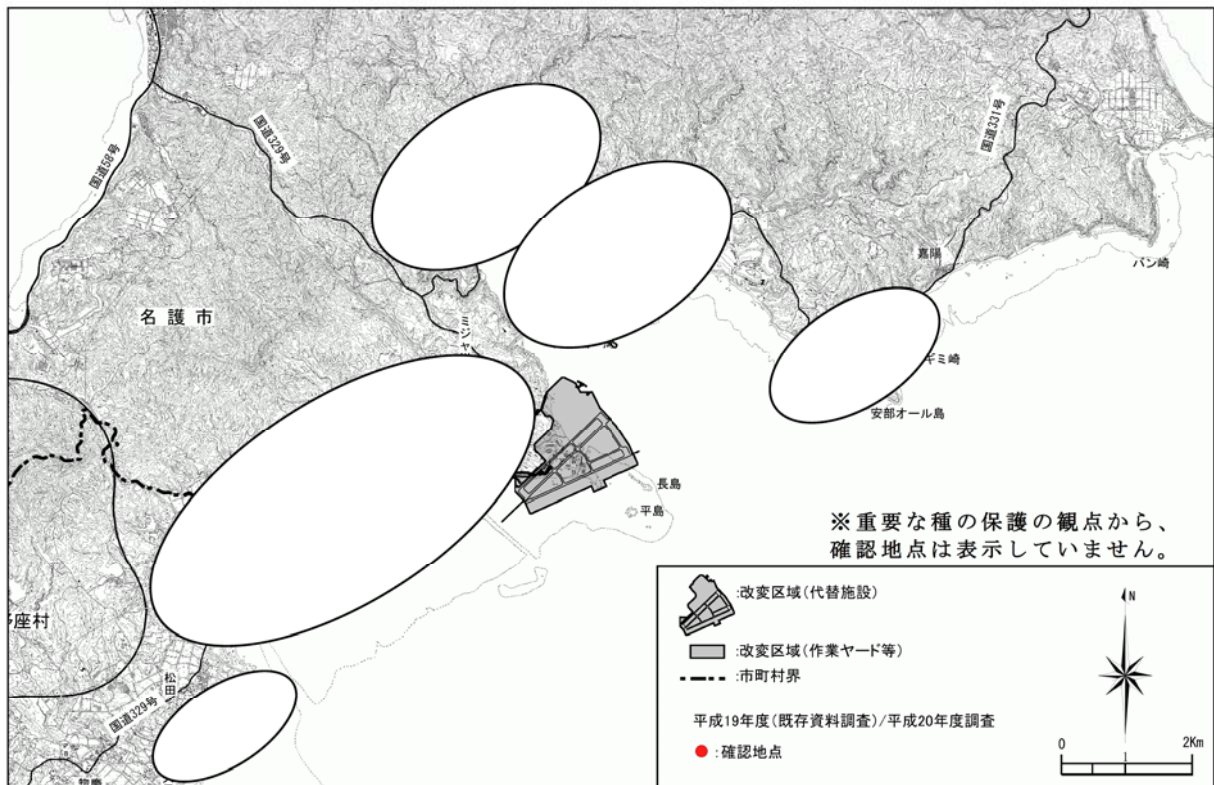 国道58号
国道329号
国道331号
嘉陽
バン崎
名護市
ギミ崎
安部オール島
長島
平島
※重要な種の保護の観点から、
確認地点は表示していません。
座村
松田
国道329号
:改変区域(代替施設)
:改変区域(作業ヤード等)
:市町村界
平成19年度(既存資料調査)/平成20年度調査
:確認地点
N
0 2Km